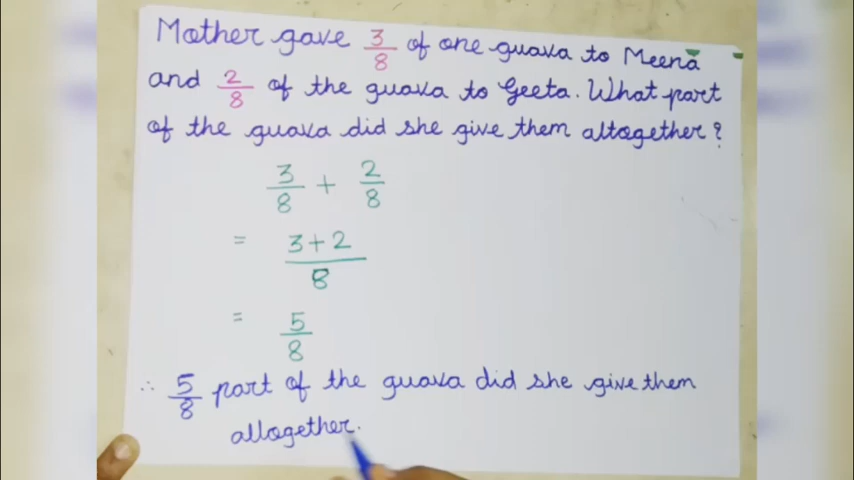 Mother gave 3/8 of one guava to Meena
and 2/8 of the guava to Geeta. What part
of the guava did she give them altogether?
3/8 + 2/8
= 3+2/8
= 5/8
∴ 5/8 part of the guava did she give them
allogether.